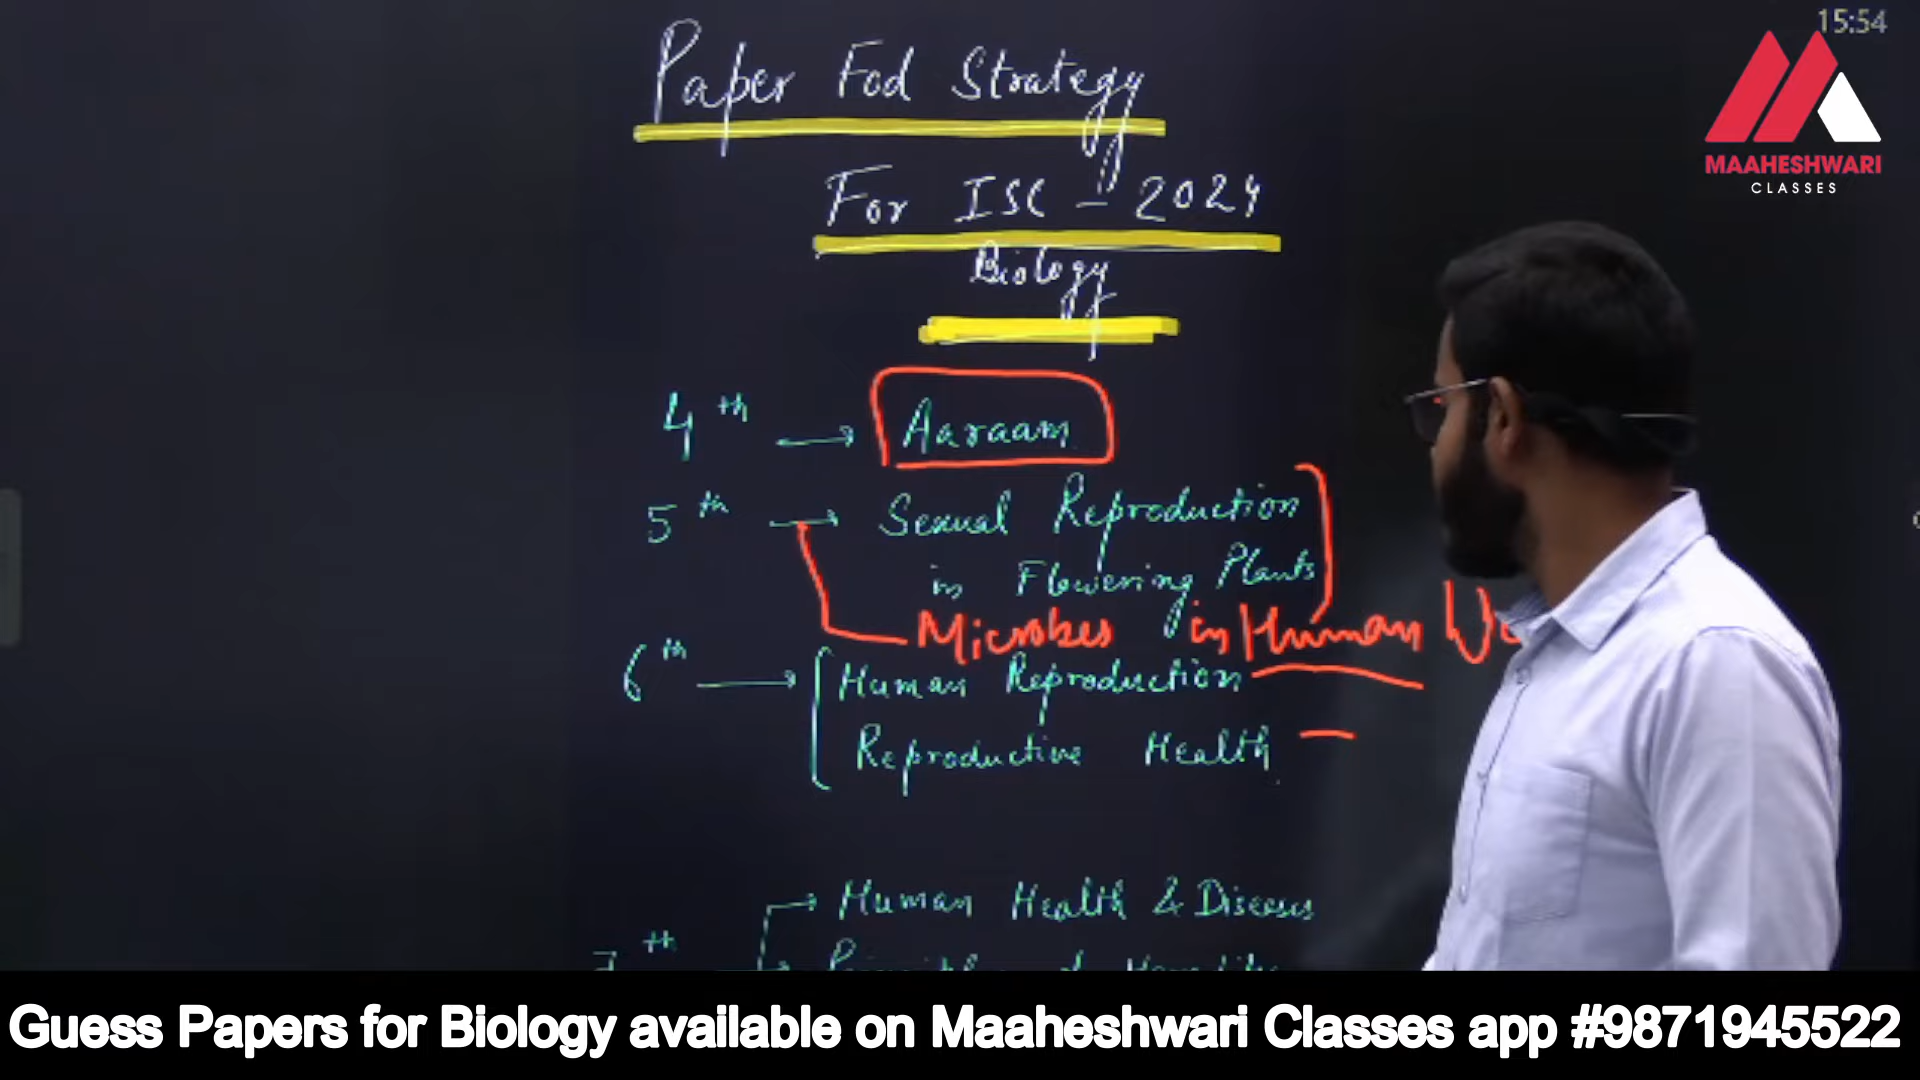 15:54
MAAHESHWARI
CLASSES
Paper Fod Strategy
For ISC - 2024
Biology
4th → Aaraam
5th → Sexual Reproduction
in Flowering Plants
Microbes in Human
6th → Human Reproduction
Reproductive Health
→ Human Health & Diseases
7th
Guess Papers for Biology available on Maaheshwari Classes app #9871945522